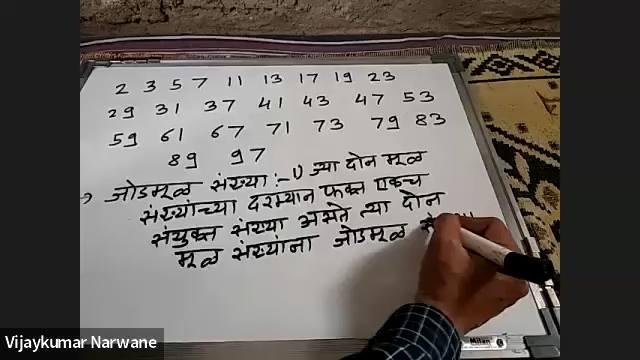 2 3 5 7 11 13 17 19 23
29 31 37 41 43 47 53
59 61 67 71 73 79 83
89 97
→ जोडमूळ संख्या :- 1) ज्या दोन मूळ
संख्यांच्या दरम्यान फक्त एकच
संयुक्त संख्या असते त्या दोन
मूळ संख्यांना जोडमूळ
Vijaykumar Narwane